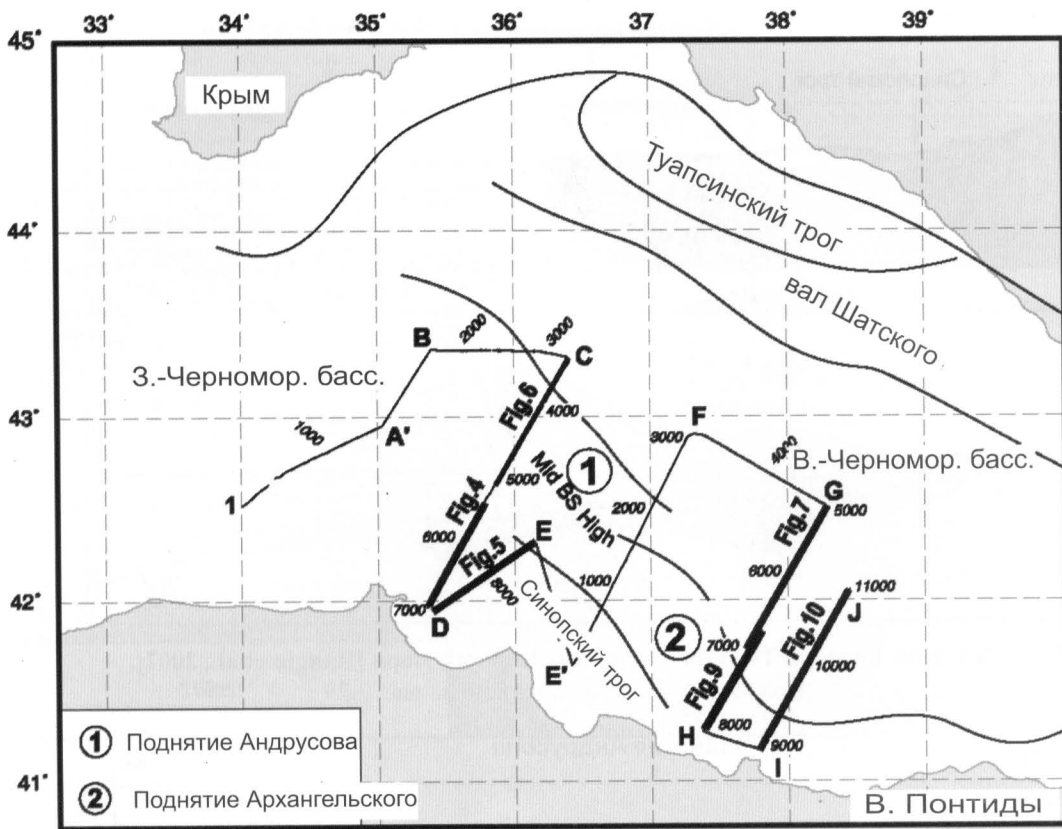 33° 34° 35° 36° 37° 38° 39°
45°
44°
43°
42°
41°
Крым
Туапсинский трог
вал Шатского
З.-Черномор. басс.
В.-Черномор. басс.
B
2000
3000
C
Fig.6
4000
1000
A'
1
5000
Fig.4
6000
7000
D
Fig.5
8000
E
E'
Mid BS High
1
Синопский трог
F
3000
2000
1000
4000
G
5000
Fig.7
6000
7000
2
Fig.9
8000
H
9000
I
Fig.10
10000
11000
J
1 Поднятие Андрусова
2 Поднятие Архангельского
В. Понтиды